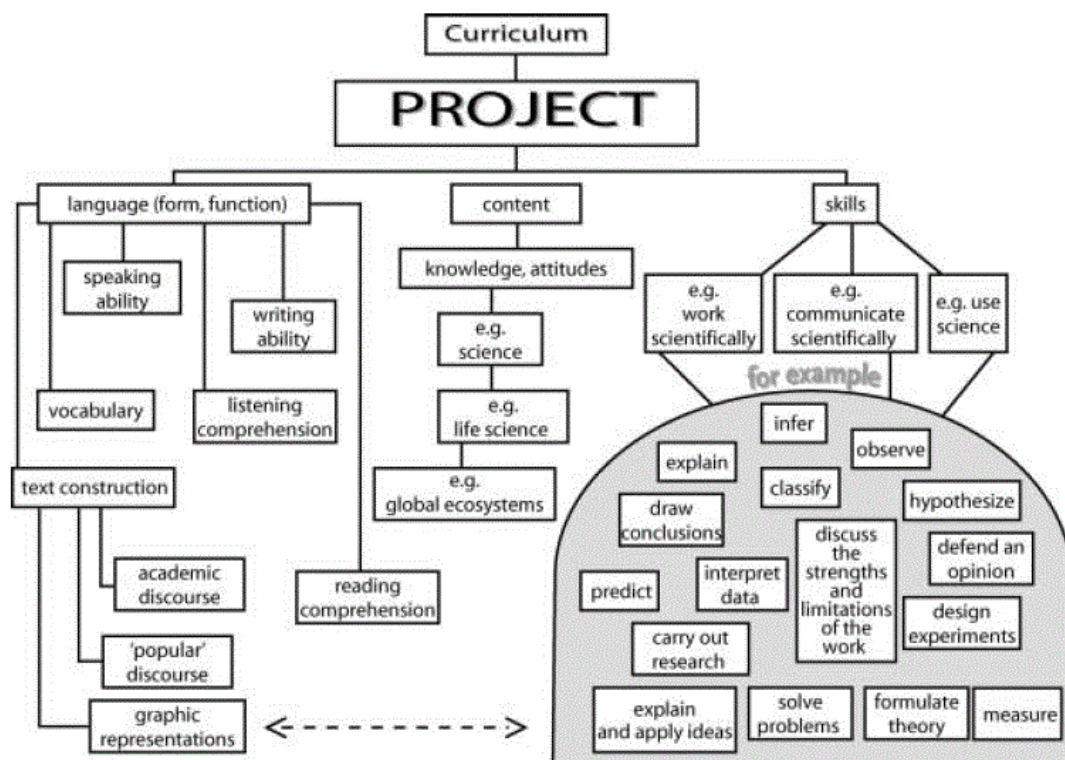 Curriculum
PROJECT
language (form, function)
content
skills
speaking
ability
writing
ability
vocabulary
listening
comprehension
text construction
academic
discourse
'popular'
discourse
graphic
representations
reading
comprehension
knowledge, attitudes
e.g.
science
e.g.
life science
e.g.
global ecosystems
e.g.
work
scientifically
e.g.
communicate
scientifically
e.g. use
science
for example
infer
observe
explain
classify
hypothesize
draw
conclusions
discuss
the
strengths
and
limitations
of the
work
defend an
opinion
predict
interpret
data
design
experiments
carry out
research
explain
and apply ideas
solve
problems
formulate
theory
measure